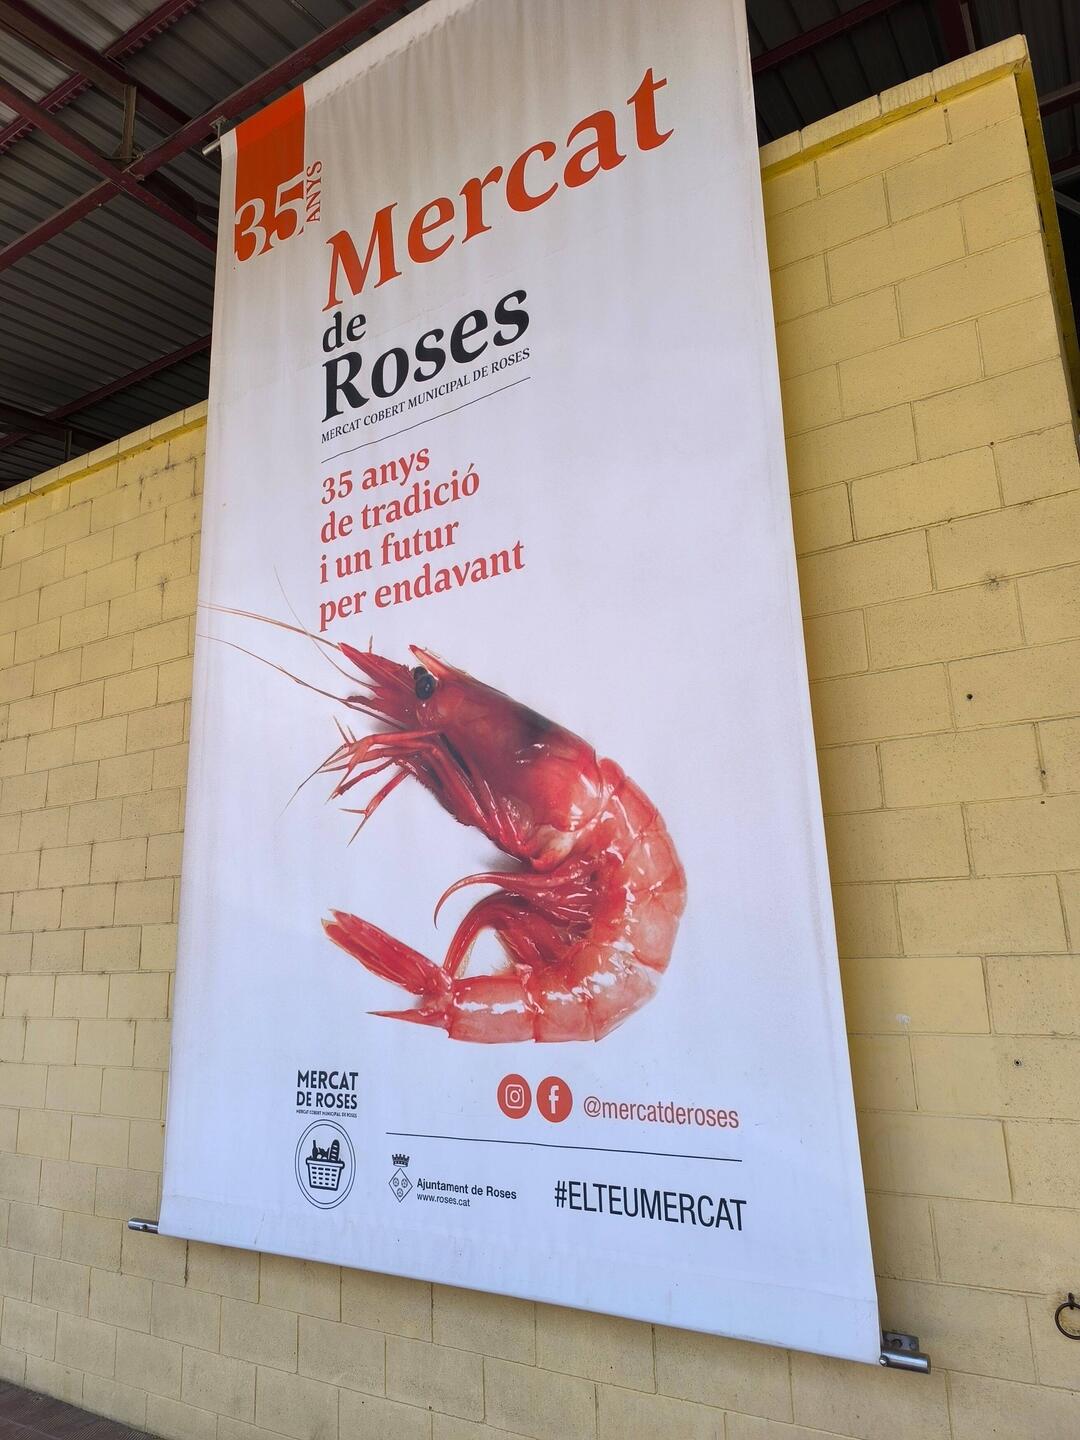 35 ANYS
Mercat
de
Roses
MERCAT COBERT MUNICIPAL DE ROSES
35 anys
de tradició
i un futur
per endavant
MERCAT
DE ROSES
MERCAT COBERT MUNICIPAL DE ROSES
@mercatderoses
Ajuntament de Roses
www.roses.cat
#ELTEUMERCAT